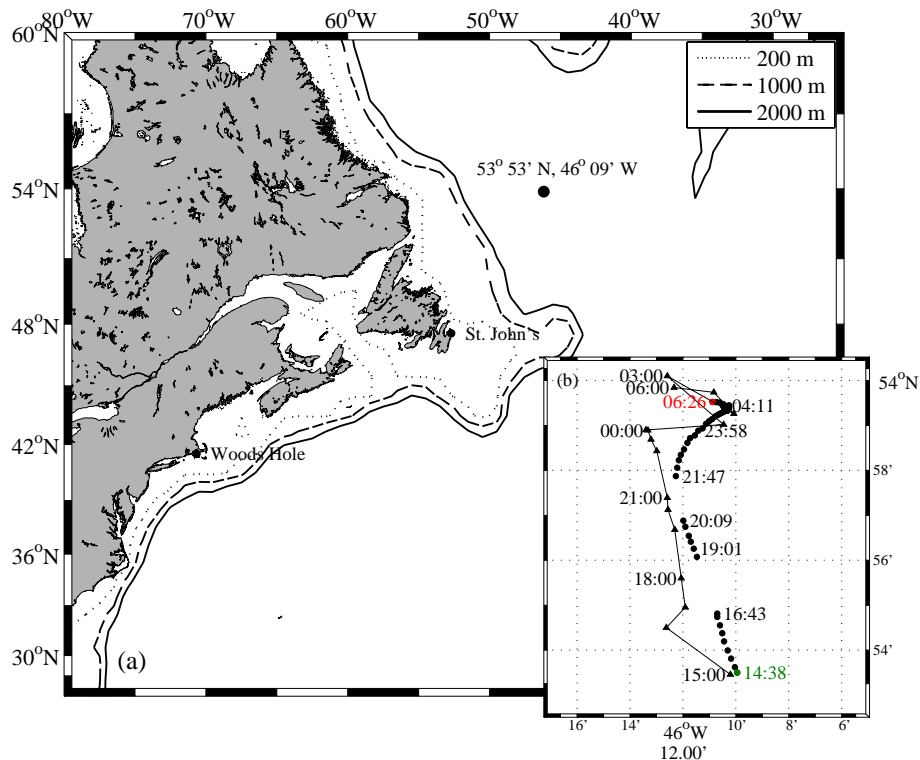 80°W 70°W 60°W 50°W 40°W 30°W
60°N
200 m
1000 m
2000 m
53° 53’ N, 46° 09’ W
54°N
48°N
St. John’s
(b)
54°N
03:00
06:00
06:26
04:11
00:00
23:58
42°N
Woods Hole
58’
21:47
21:00
20:09
19:01
36°N
56’
18:00
16:43
30°N
(a)
54’
15:00
14:38
16’ 14’ 46°W 10’ 8’ 6’
12.00’